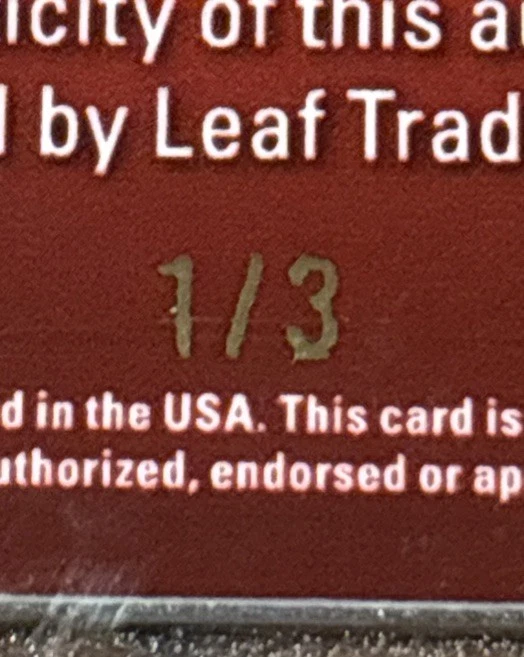 icity of this a
by Leaf Trad
1/3
d in the USA. This card is
uthorized, endorsed or ap